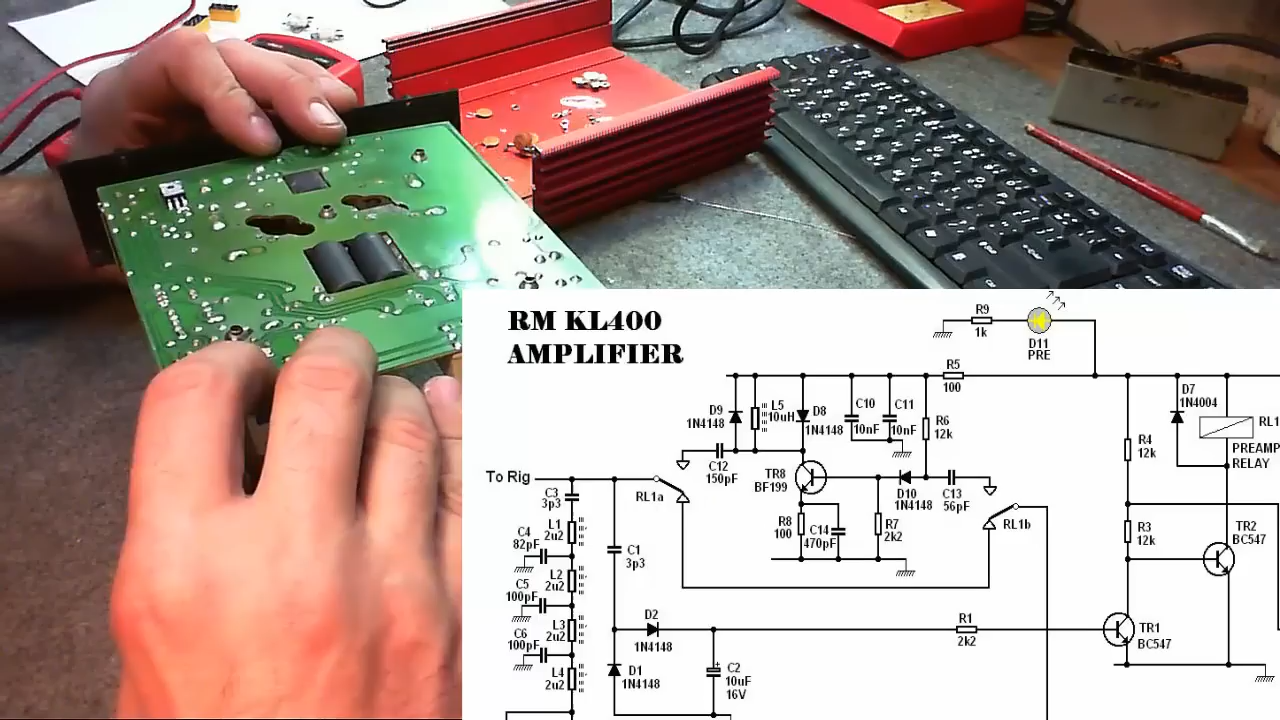 RM KL400
AMPLIFIER
R9
1k
D11
PRE
R5
100
D9
1N4148
L5
10uH
D8
1N4148
C10
10nF
C11
10nF
R6
12k
D7
1N4004
RL1
PREAMP
RELAY
R4
12k
To Rig
C12
150pF
RL1a
TR8
BF199
D10
1N4148
C13
56pF
RL1b
C3
3p3
L1
2u2
C4
82pF
C1
3p3
R8
100
C14
470pF
R7
2k2
R3
12k
TR2
BC547
L2
2u2
C5
100pF
L3
2u2
C6
100pF
L4
2u2
D2
1N4148
D1
1N4148
C2
10uF
16V
R1
2k2
TR1
BC547